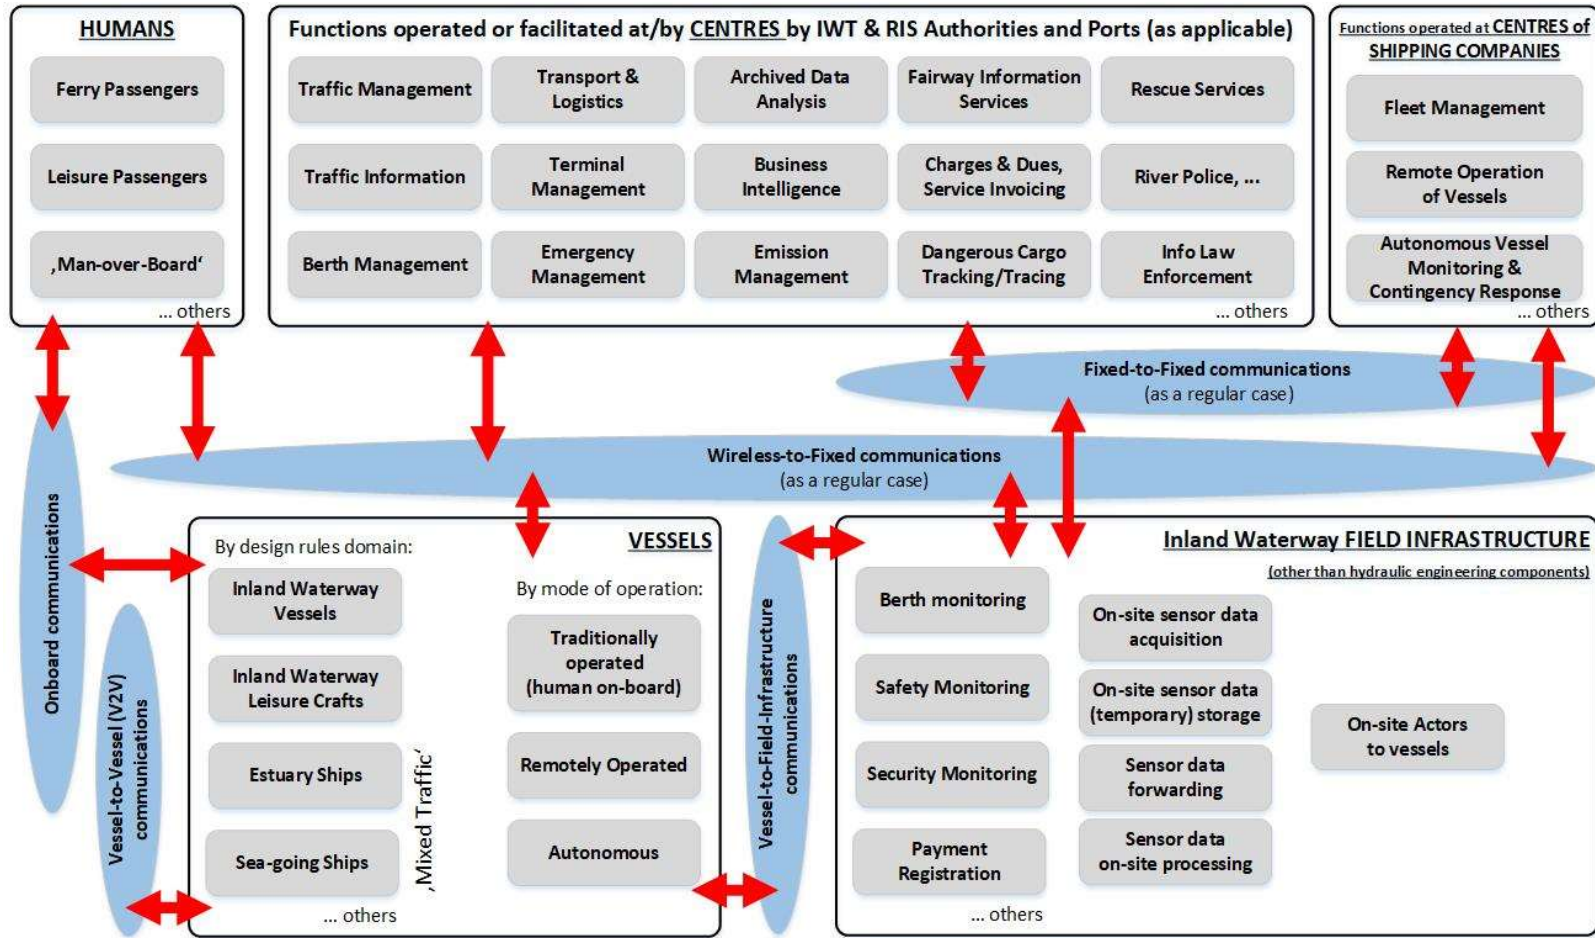 HUMANS
Ferry Passengers
Leisure Passengers
‚Man-over-Board‘
... others
Functions operated or facilitated at/by CENTRES by IWT & RIS Authorities and Ports (as applicable)
Traffic Management
Transport &
Logistics
Archived Data
Analysis
Fairway Information
Services
Rescue Services
Traffic Information
Terminal
Management
Business
Intelligence
Charges & Dues,
Service Invoicing
River Police, ...
Berth Management
Emergency
Management
Emission
Management
Dangerous Cargo
Tracking/Tracing
Info Law
Enforcement
... others
Functions operated at CENTRES of
SHIPPING COMPANIES
Fleet Management
Remote Operation
of Vessels
Autonomous Vessel
Monitoring &
Contingency Response
... others
Fixed-to-Fixed communications
(as a regular case)
Wireless-to-Fixed communications
(as a regular case)
Onboard communications
Vessel-to-Vessel (V2V)
communications
VESSELS
By design rules domain:
Inland Waterway
Vessels
Inland Waterway
Leisure Crafts
Estuary Ships
Sea-going Ships
... others
‚Mixed Traffic‘
By mode of operation:
Traditionally
operated
(human on-board)
Remotely Operated
Autonomous
Vessel-to-Field-Infrastructure
communications
Inland Waterway FIELD INFRASTRUCTURE
(other than hydraulic engineering components)
Berth monitoring
Safety Monitoring
Security Monitoring
Payment
Registration
... others
On-site sensor data
acquisition
On-site sensor data
(temporary) storage
Sensor data
forwarding
Sensor data
on-site processing
On-site Actors
to vessels